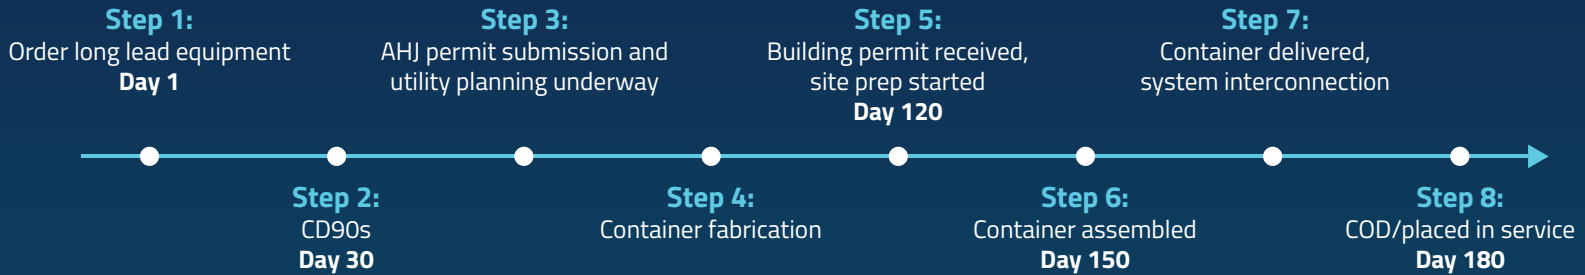 Step 1:
Order long lead equipment
Day 1
Step 2:
CD90s
Day 30
Step 3:
AHJ permit submission and
utility planning underway
Step 4:
Container fabrication
Step 5:
Building permit received,
site prep started
Day 120
Step 6:
Container assembled
Day 150
Step 7:
Container delivered,
system interconnection
Step 8:
COD/placed in service
Day 180